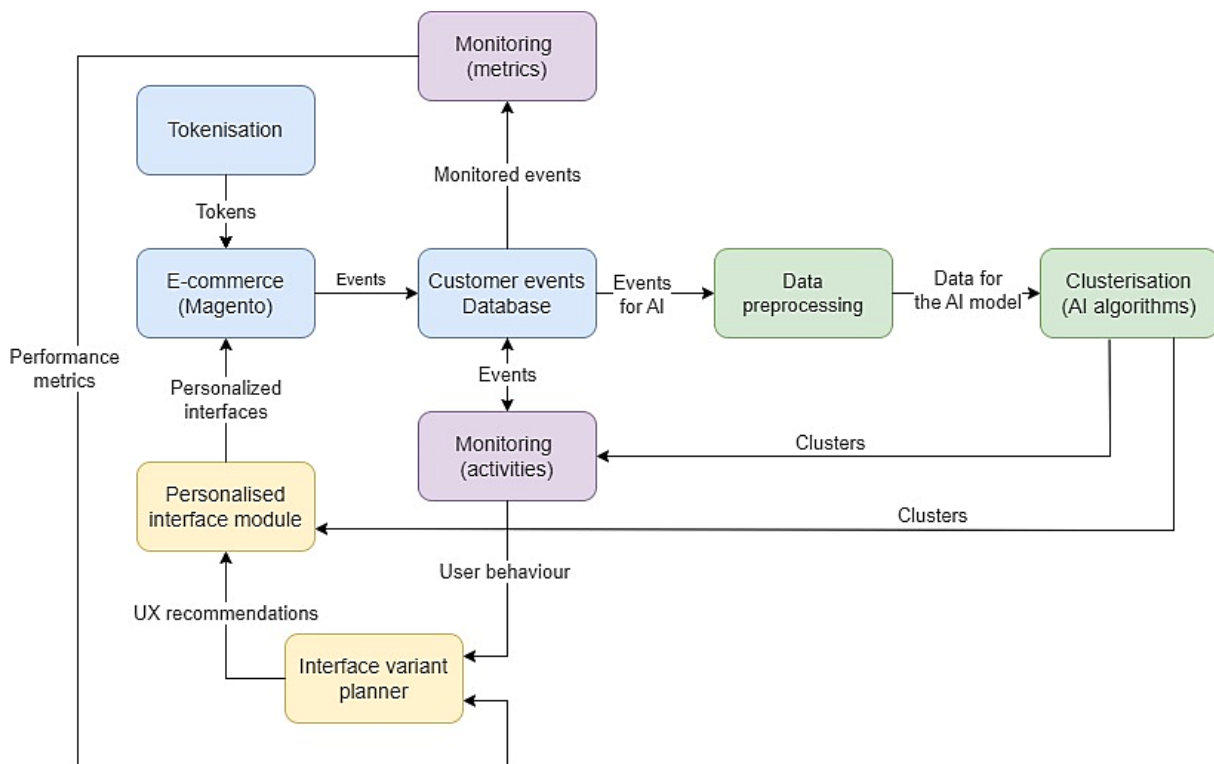 Monitoring
(metrics)
Tokenisation
Monitored events
Tokens
E-commerce
(Magento)
Events
Customer events
Database
Events
for AI
Data
preprocessing
Data for
the AI model
Clusterisation
(AI algorithms)
Performance
metrics
Events
Personalized
interfaces
Monitoring
(activities)
Clusters
Personalised
interface module
Clusters
User behaviour
UX recommendations
Interface variant
planner